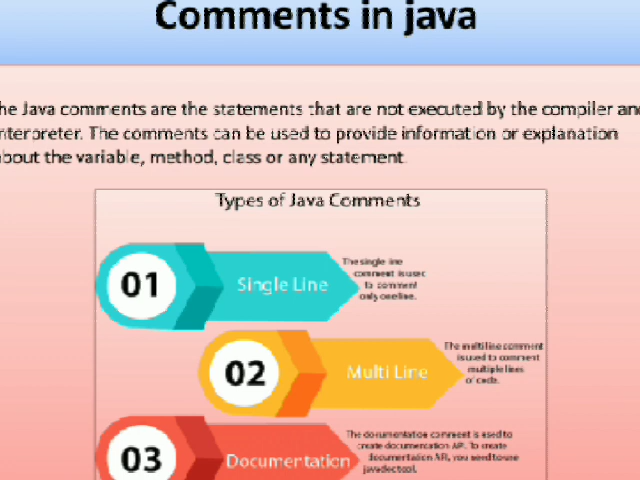 Comments in java
he Java comments are the statements that are not executed by the compiler and
nterpreter. The comments can be used to provide information or explanation
about the variable, method, class or any statement.
Types of Java Comments
01
Single Line
The single line
comment is used
to comment
only one line.
02
Multi Line
The multi line comment
is used to comment
multiple lines
of code.
03
Documentation
The documentation comment is used to
create documentation API. To create
documentation API, you need to use
javadoc tool.